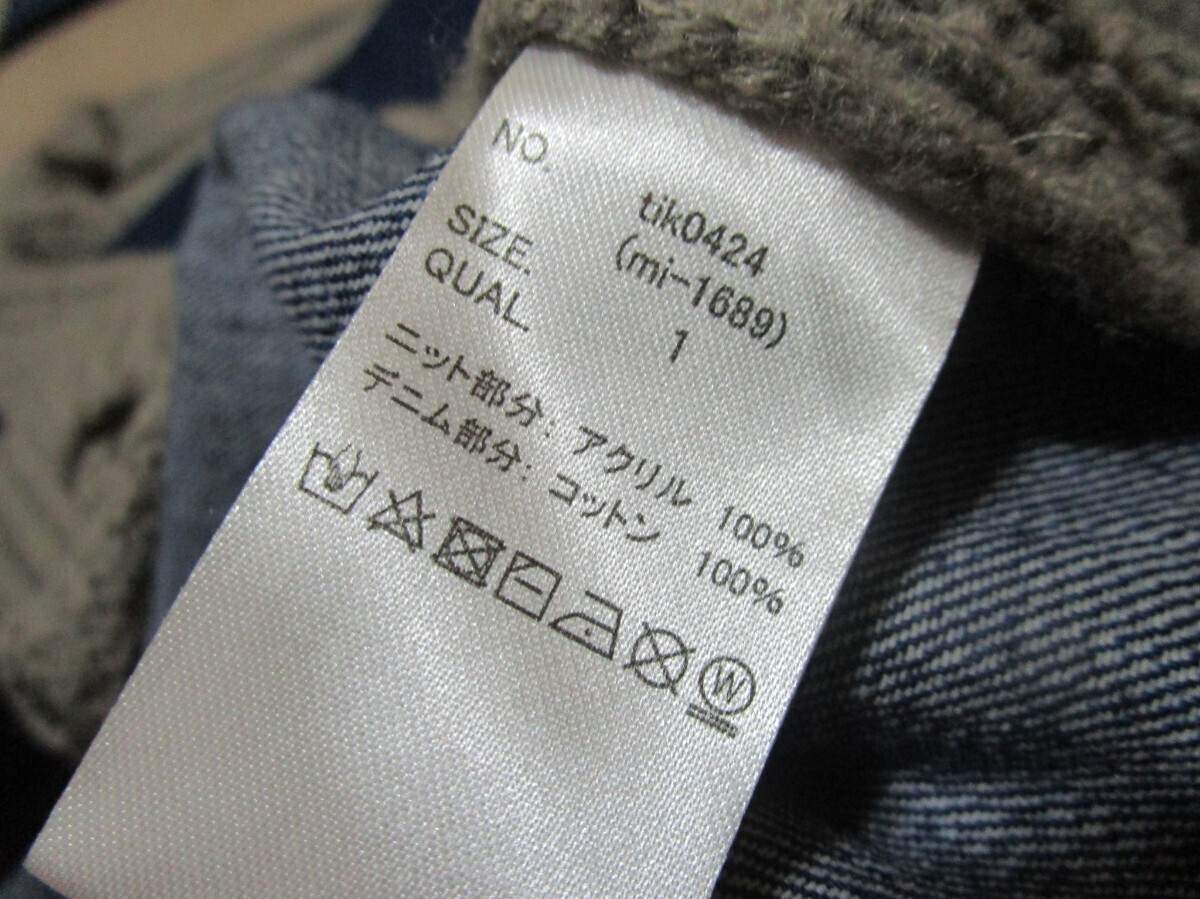 NO. tik0424
(mi-1689)
SIZE. 1
QUAL.
ニット部分: アクリル 100%
デニム部分: コットン 100%
W